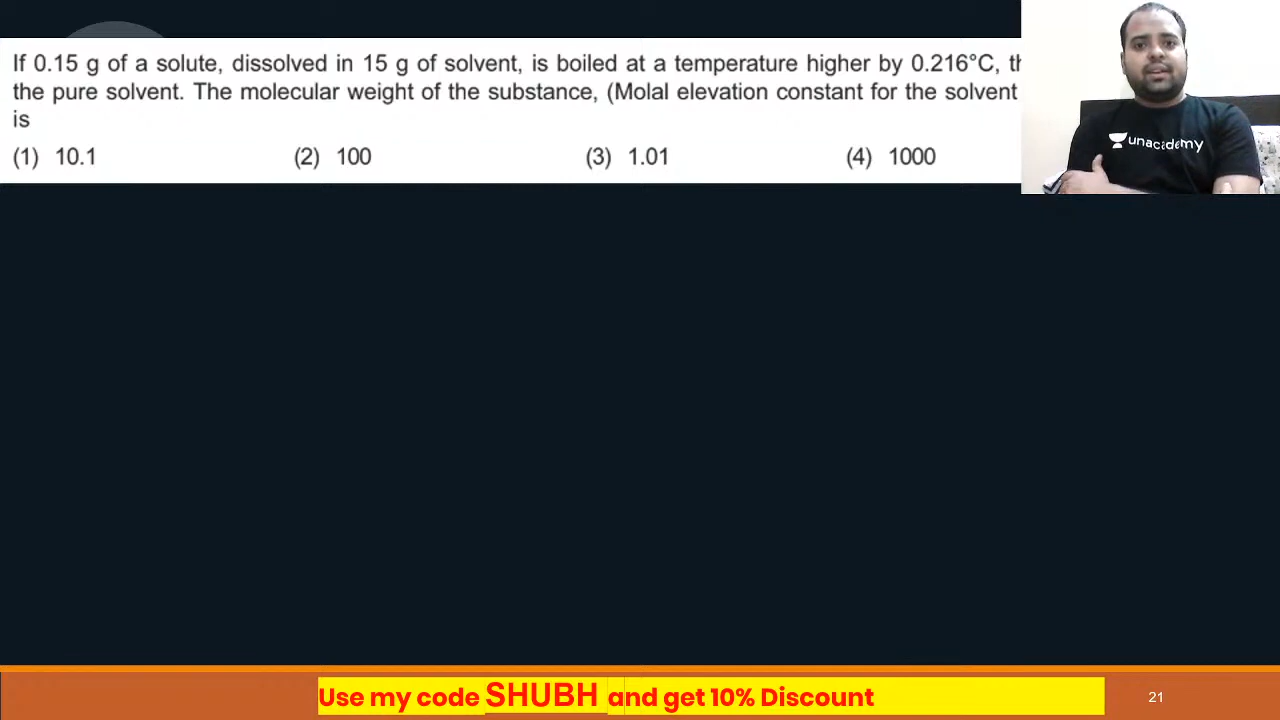 If 0.15 g of a solute, dissolved in 15 g of solvent, is boiled at a temperature higher by 0.216°C,
the pure solvent. The molecular weight of the substance, (Molal elevation constant for the solvent
is
(1) 10.1 (2) 100 (3) 1.01 (4) 1000
unacademy
Use my code SHUBH and get 10% Discount
21